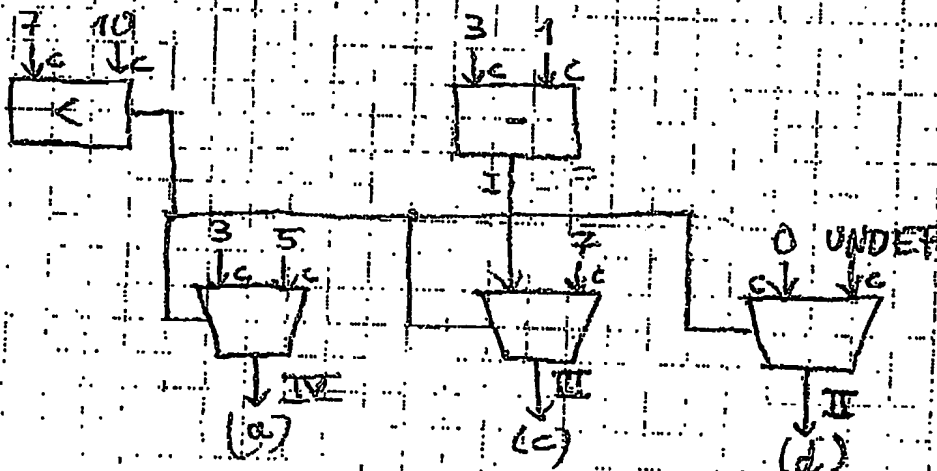 7 10 3 1
c c c c
< -
I
3 5 7 0 UNDEF
c c c c c
IV III II
(a) (c) (d)